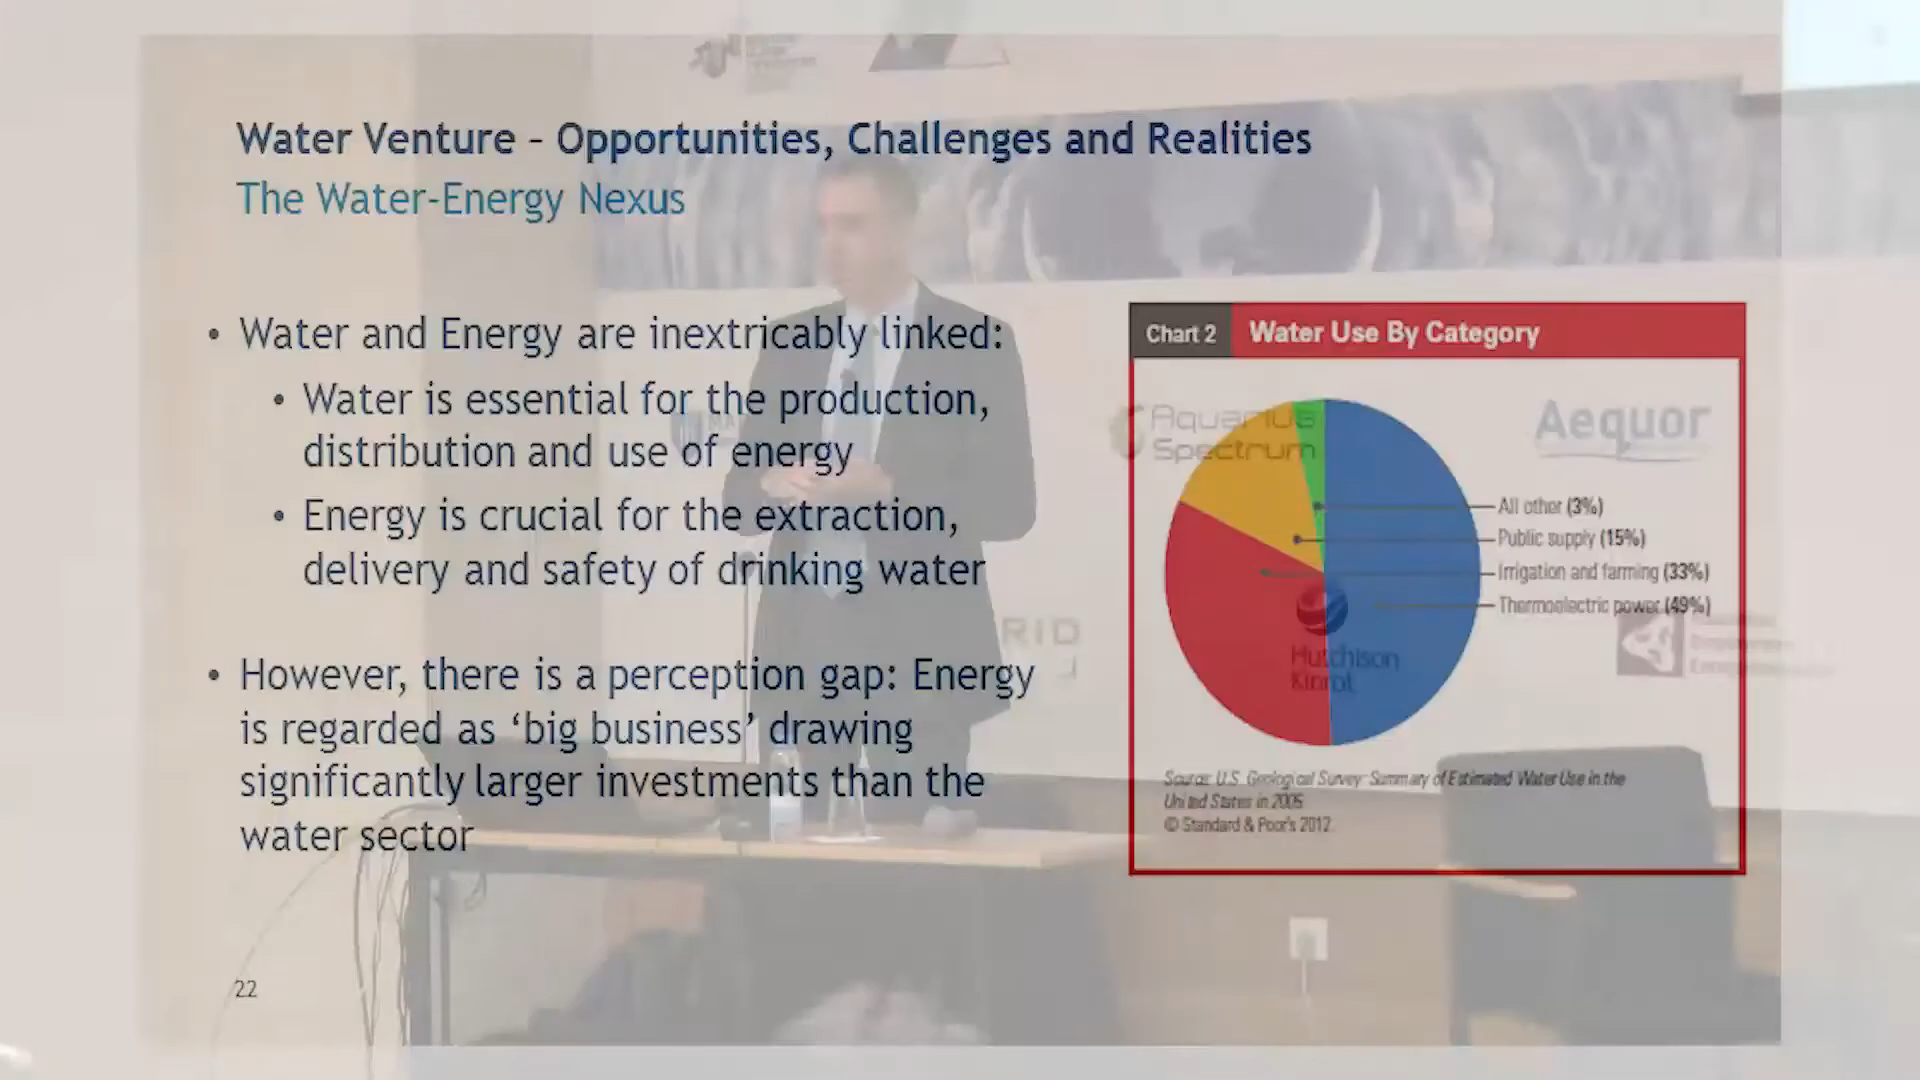 Water Venture – Opportunities, Challenges and Realities
The Water-Energy Nexus
• Water and Energy are inextricably linked:
• Water is essential for the production,
distribution and use of energy
• Energy is crucial for the extraction,
delivery and safety of drinking water
• However, there is a perception gap: Energy
is regarded as ‘big business’ drawing
significantly larger investments than the
water sector
22
Chart 2 Water Use By Category
Aquarius
Spectrum
Aequor
All other (3%)
Public supply (15%)
Irrigation and farming (33%)
Thermoelectric power (49%)
RID
Hutchison
Kinrot
Source: U.S. Geological Survey Summary of Estimated Water Use in the
United States in 2005
© Standard & Poor's 2012.